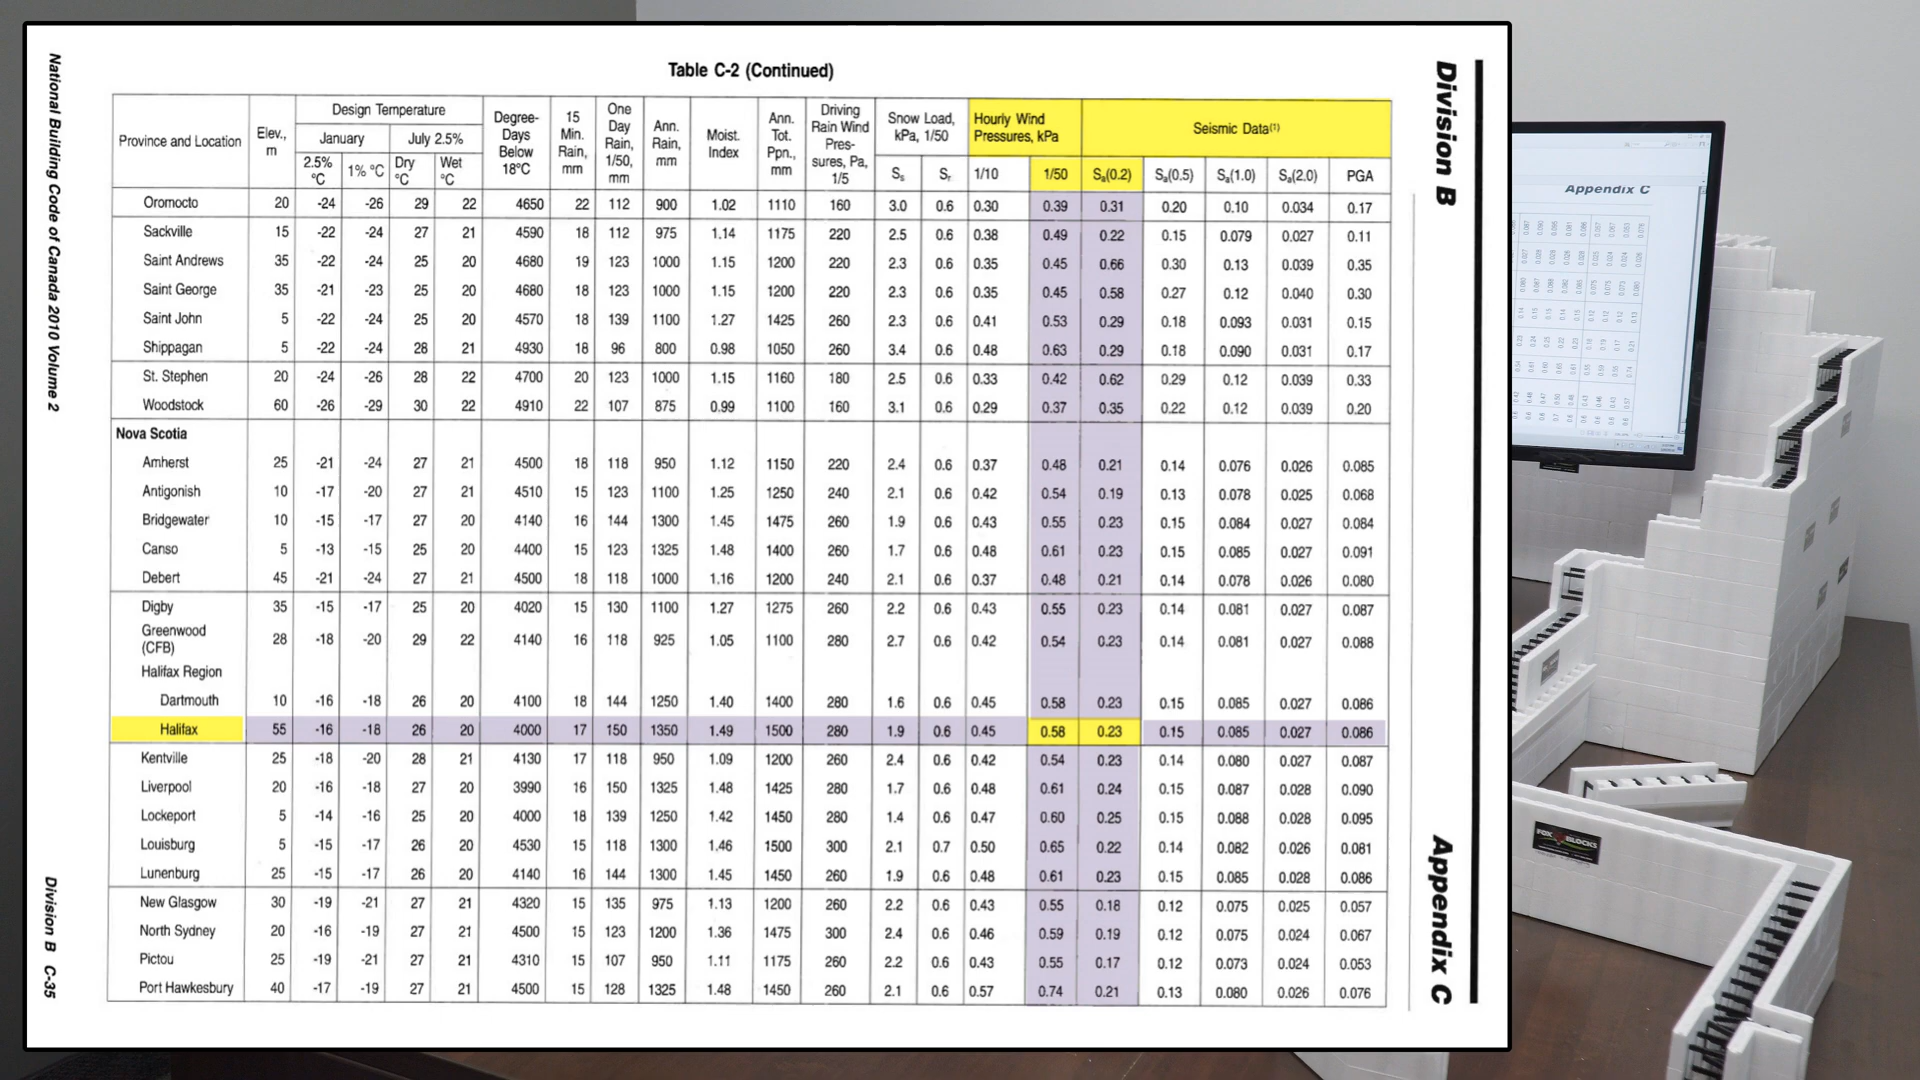 Table C-2 (Continued)
National Building Code of Canada 2010 Volume 2
Division B C-35
Division B
Appendix C
Province and Location | Elev., m | Design Temperature | Degree-Days Below 18°C | 15 Min. Rain, mm | One Day Rain, 1/50, mm | Ann. Rain, mm | Moist. Index | Ann. Tot. Ppn., mm | Driving Rain Wind Pres-sures, Pa, 1/5 | Snow Load, kPa, 1/50 | Hourly Wind Pressures, kPa | Seismic Data(1)
January | July 2.5%
2.5% °C | 1% °C | Dry °C | Wet °C | Ss | Sr | 1/10 | 1/50 | Sa(0.2) | Sa(0.5) | Sa(1.0) | Sa(2.0) | PGA
Oromocto 20 -24 -26 29 22 4650 22 112 900 1.02 1110 160 3.0 0.6 0.30 0.39 0.31 0.20 0.10 0.034 0.17
Sackville 15 -22 -24 27 21 4590 18 112 975 1.14 1175 220 2.5 0.6 0.38 0.49 0.22 0.15 0.079 0.027 0.11
Saint Andrews 35 -22 -24 25 20 4680 19 123 1000 1.15 1200 220 2.3 0.6 0.35 0.45 0.66 0.30 0.13 0.039 0.35
Saint George 35 -21 -23 25 20 4680 18 123 1000 1.15 1200 220 2.3 0.6 0.35 0.45 0.58 0.27 0.12 0.040 0.30
Saint John 5 -22 -24 25 20 4570 18 139 1100 1.27 1425 260 2.3 0.6 0.41 0.53 0.29 0.18 0.093 0.031 0.15
Shippagan 5 -22 -24 28 21 4930 18 96 800 0.98 1050 260 3.4 0.6 0.48 0.63 0.29 0.18 0.090 0.031 0.17
St. Stephen 20 -24 -26 28 22 4700 20 123 1000 1.15 1160 180 2.5 0.6 0.33 0.42 0.62 0.29 0.12 0.039 0.33
Woodstock 60 -26 -29 30 22 4910 22 107 875 0.99 1100 160 3.1 0.6 0.29 0.37 0.35 0.22 0.12 0.039 0.20
Nova Scotia
Amherst 25 -21 -24 27 21 4500 18 118 950 1.12 1150 220 2.4 0.6 0.37 0.48 0.21 0.14 0.076 0.026 0.085
Antigonish 10 -17 -20 27 21 4510 15 123 1100 1.25 1250 240 2.1 0.6 0.42 0.54 0.19 0.13 0.078 0.025 0.068
Bridgewater 10 -15 -17 27 20 4140 16 144 1300 1.45 1475 260 1.9 0.6 0.43 0.55 0.23 0.15 0.084 0.027 0.084
Canso 5 -13 -15 25 20 4400 15 123 1325 1.48 1400 260 1.7 0.6 0.48 0.61 0.23 0.15 0.085 0.027 0.091
Debert 45 -21 -24 27 21 4500 18 118 1000 1.16 1200 240 2.1 0.6 0.37 0.48 0.21 0.14 0.078 0.026 0.080
Digby 35 -15 -17 25 20 4020 15 130 1100 1.27 1275 260 2.2 0.6 0.43 0.55 0.23 0.14 0.081 0.027 0.087
Greenwood (CFB) 28 -18 -20 29 22 4140 16 118 925 1.05 1100 280 2.7 0.6 0.42 0.54 0.23 0.14 0.081 0.027 0.088
Halifax Region
Dartmouth 10 -16 -18 26 20 4100 18 144 1250 1.40 1400 280 1.6 0.6 0.45 0.58 0.23 0.15 0.085 0.027 0.086
Halifax 55 -16 -18 26 20 4000 17 150 1350 1.49 1500 280 1.9 0.6 0.45 0.58 0.23 0.15 0.085 0.027 0.086
Kentville 25 -18 -20 28 21 4130 17 118 950 1.09 1200 260 2.4 0.6 0.42 0.54 0.23 0.14 0.080 0.027 0.087
Liverpool 20 -16 -18 27 20 3990 16 150 1325 1.48 1425 280 1.7 0.6 0.48 0.61 0.24 0.15 0.087 0.028 0.090
Lockeport 5 -14 -16 25 20 4000 18 139 1250 1.42 1450 280 1.4 0.6 0.47 0.60 0.25 0.15 0.088 0.028 0.095
Louisburg 5 -15 -17 26 20 4530 15 118 1300 1.46 1500 300 2.1 0.7 0.50 0.65 0.22 0.14 0.082 0.026 0.081
Lunenburg 25 -15 -17 26 20 4140 16 144 1300 1.45 1450 260 1.9 0.6 0.48 0.61 0.23 0.15 0.085 0.028 0.086
New Glasgow 30 -19 -21 27 21 4320 15 135 975 1.13 1200 260 2.2 0.6 0.43 0.55 0.18 0.12 0.075 0.025 0.057
North Sydney 20 -16 -19 27 21 4500 15 123 1200 1.36 1475 300 2.4 0.6 0.46 0.59 0.19 0.12 0.075 0.024 0.067
Pictou 25 -19 -21 27 21 4310 15 107 950 1.11 1175 260 2.2 0.6 0.43 0.55 0.17 0.12 0.073 0.024 0.053
Port Hawkesbury 40 -17 -19 27 21 4500 15 128 1325 1.48 1450 260 2.1 0.6 0.57 0.74 0.21 0.13 0.080 0.026 0.076
Appendix C
FOX BLOCKS